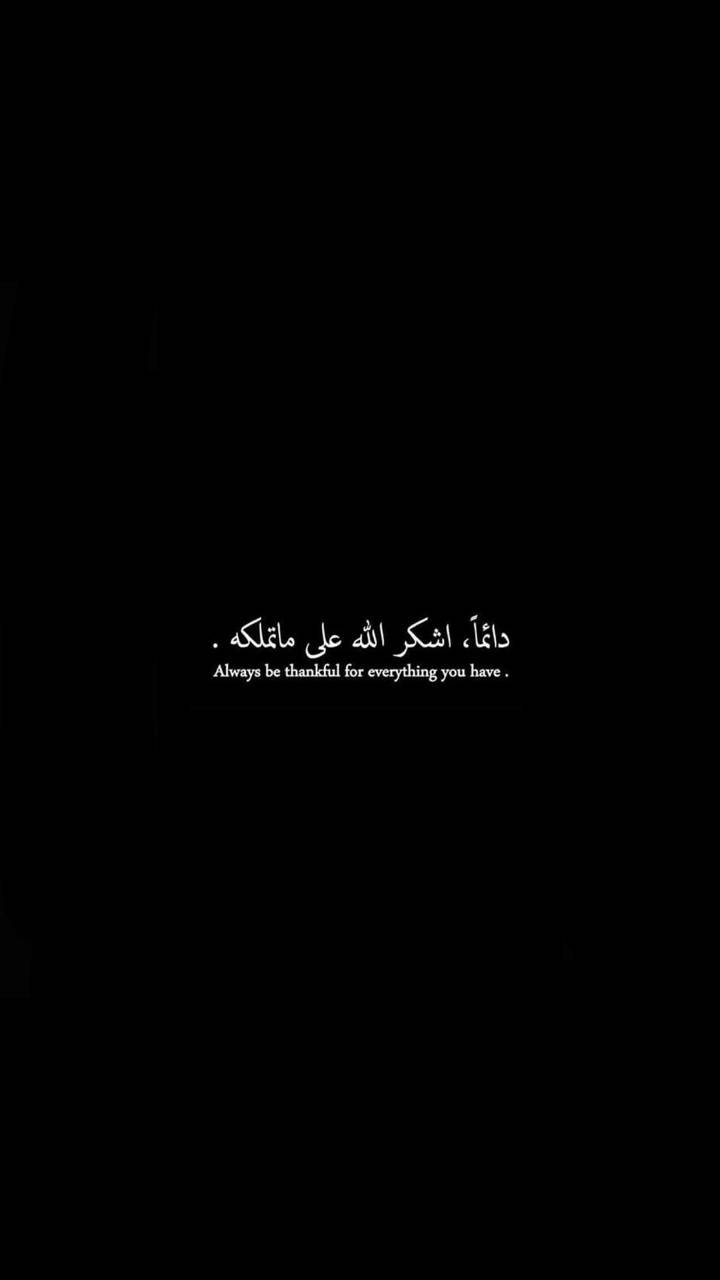 دائماً، اشكر الله على ماتملكه .
Always be thankful for everything you have .